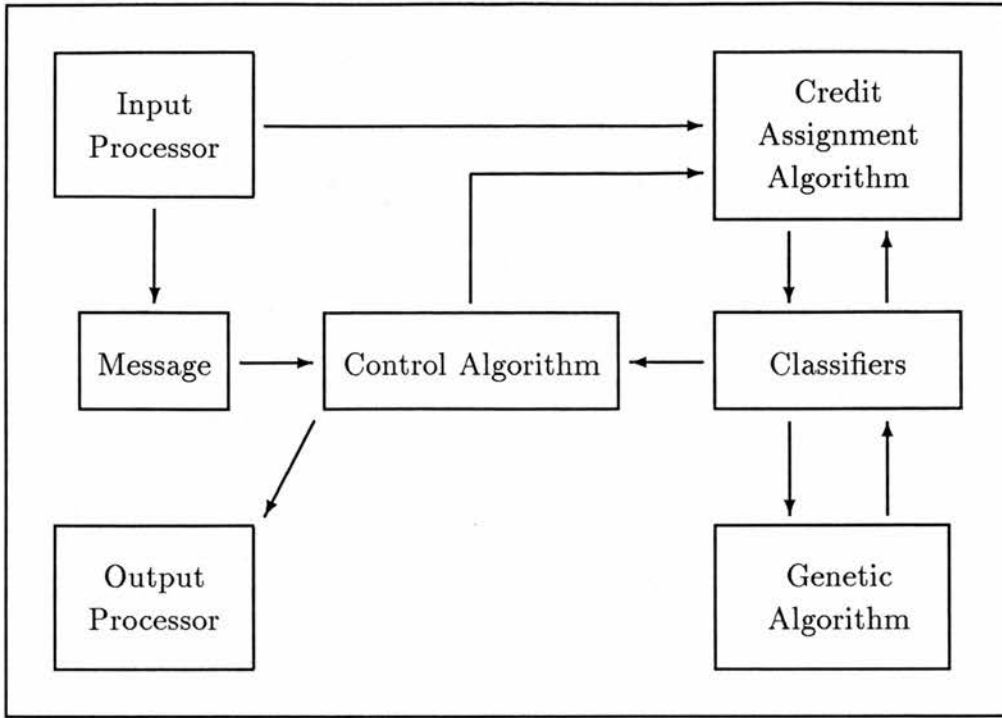 Input
Processor
Credit
Assignment
Algorithm
Message
Control Algorithm
Classifiers
Output
Processor
Genetic
Algorithm